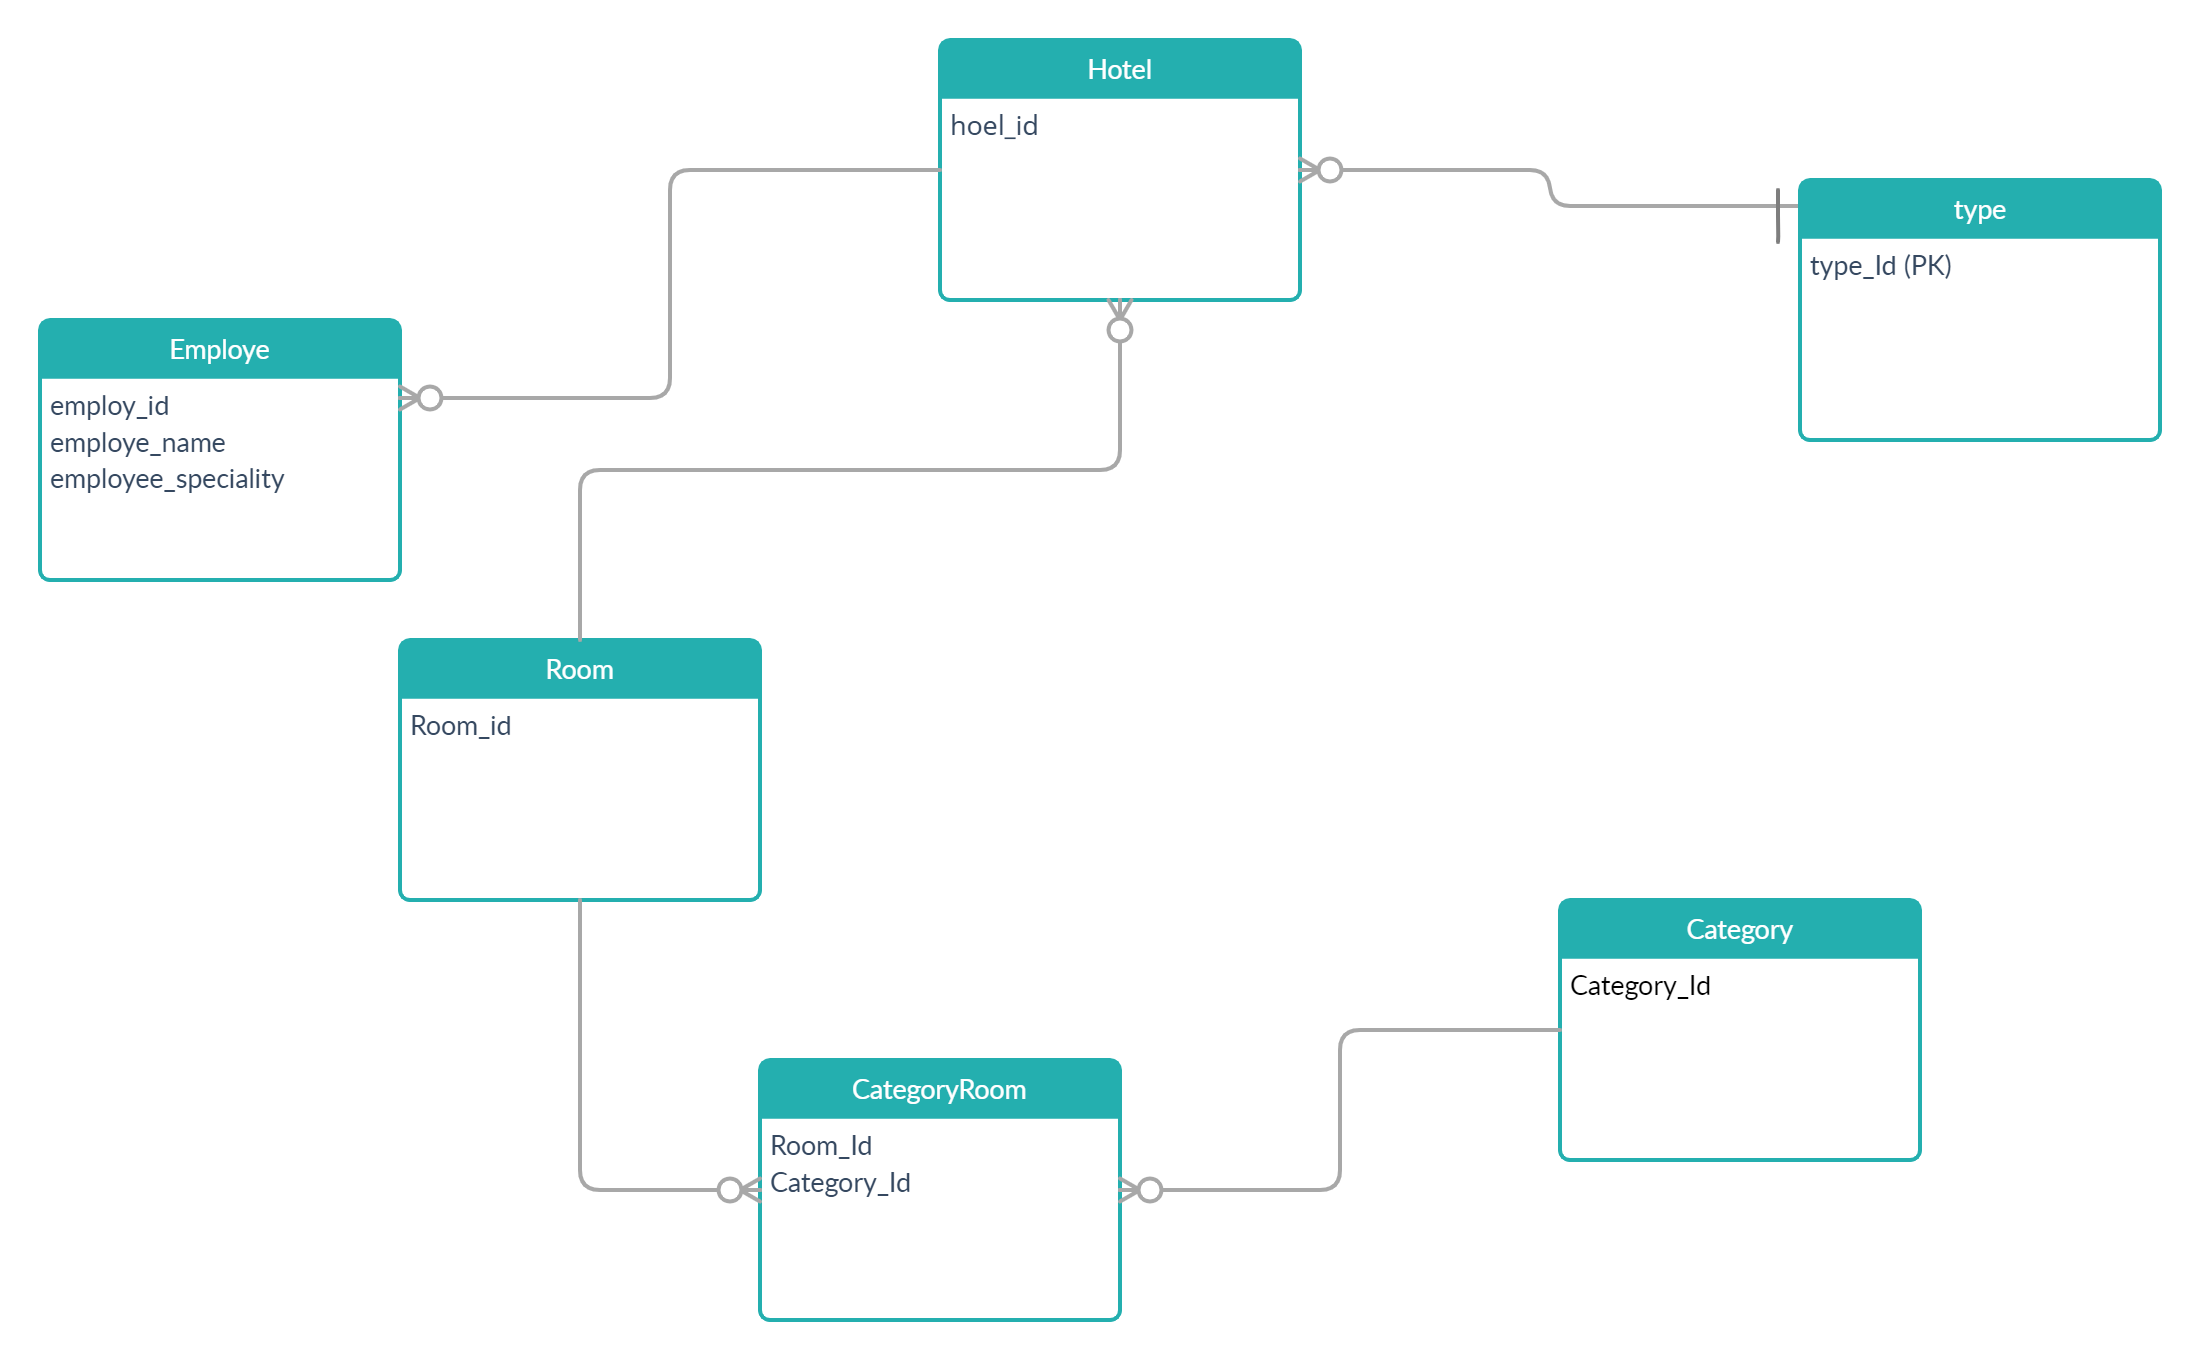 Hotel
hoel_id
type
type_Id (PK)
Employe
employ_id
employe_name
employee_speciality
Room
Room_id
Category
Category_Id
CategoryRoom
Room_Id
Category_Id